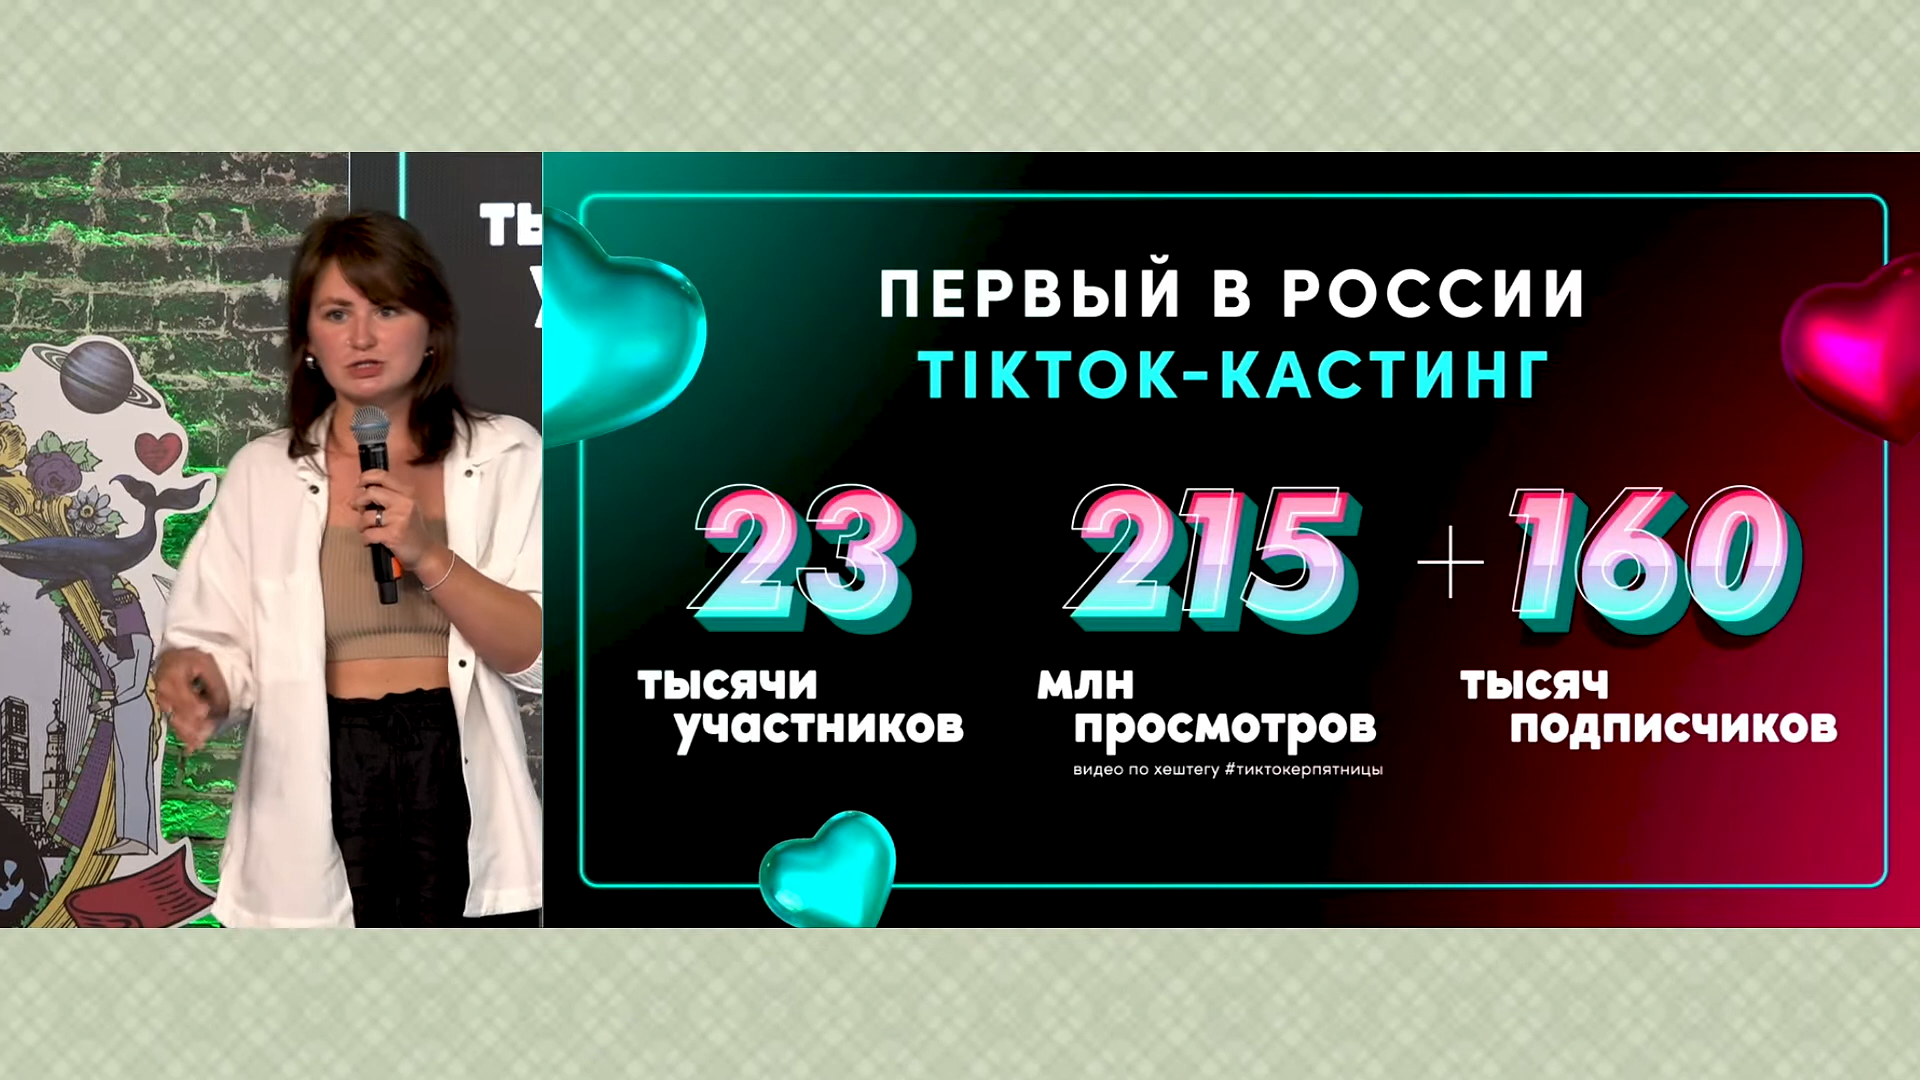 ПЕРВЫЙ В РОССИИ
TIKTOK-КАСТИНГ
23
тысячи
участников
215
млн
просмотров
видео по хештегу #тиктокерпятницы
+160
тысяч
подписчиков